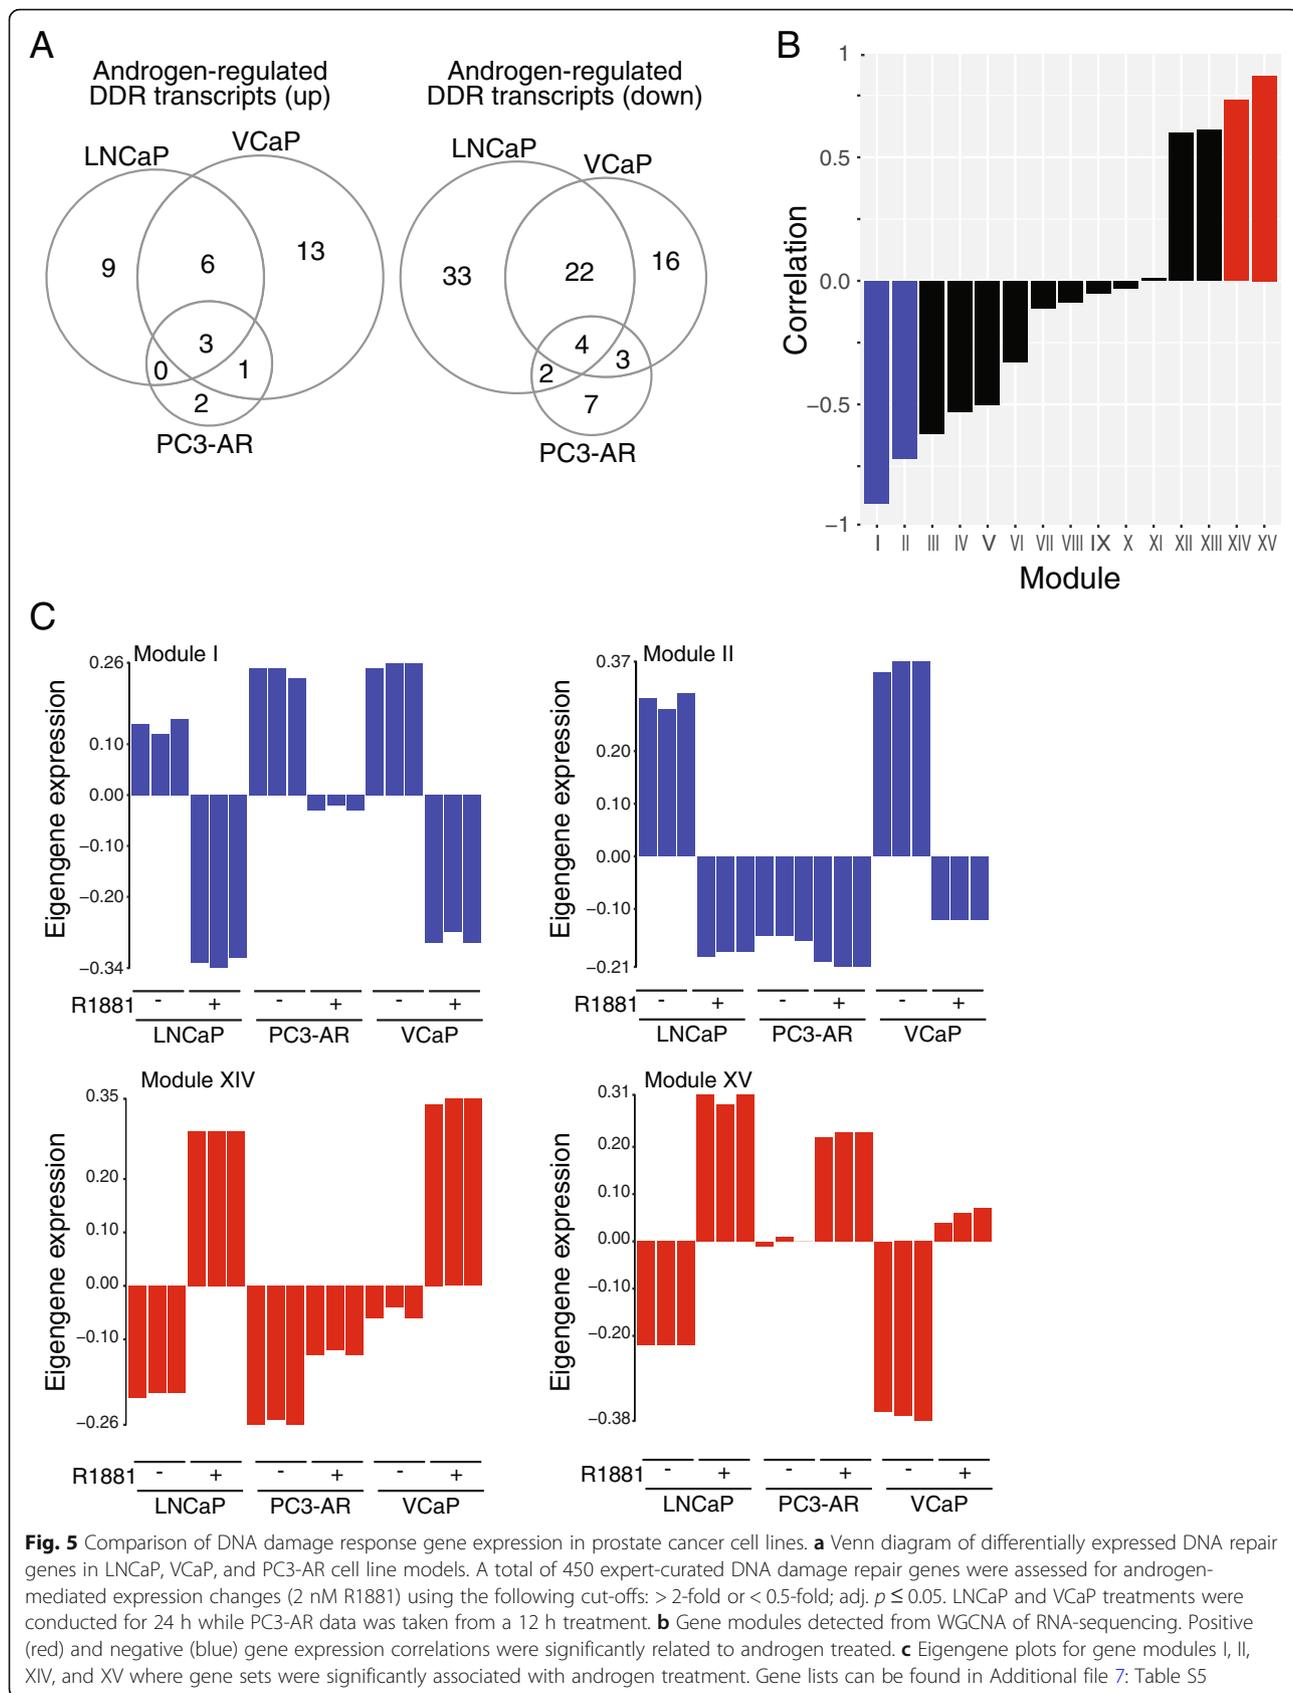 A
Androgen-regulated
DDR transcripts (up)
LNCaP
VCaP
9
6
13
3
0
1
2
PC3-AR
Androgen-regulated
DDR transcripts (down)
LNCaP
VCaP
33
22
16
4
2
3
7
PC3-AR
B
Correlation
1
0.5
0.0
−0.5
−1
I II III IV V VI VII VIII IX X XI XII XIII XIV XV
Module
C
Module I
Eigengene expression
0.26
0.10
0.00
−0.10
−0.20
−0.34
R1881 - + - + - +
LNCaP PC3-AR VCaP
Module II
Eigengene expression
0.37
0.20
0.10
0.00
−0.10
−0.21
R1881 - + - + - +
LNCaP PC3-AR VCaP
Module XIV
Eigengene expression
0.35
0.20
0.10
0.00
−0.10
−0.26
R1881 - + - + - +
LNCaP PC3-AR VCaP
Module XV
Eigengene expression
0.31
0.20
0.10
0.00
−0.10
−0.20
−0.38
R1881 - + - + - +
LNCaP PC3-AR VCaP
Fig. 5 Comparison of DNA damage response gene expression in prostate cancer cell lines. a Venn diagram of differentially expressed DNA repair
genes in LNCaP, VCaP, and PC3-AR cell line models. A total of 450 expert-curated DNA damage repair genes were assessed for androgen-
mediated expression changes (2 nM R1881) using the following cut-offs: > 2-fold or < 0.5-fold; adj. p ≤ 0.05. LNCaP and VCaP treatments were
conducted for 24 h while PC3-AR data was taken from a 12 h treatment. b Gene modules detected from WGCNA of RNA-sequencing. Positive
(red) and negative (blue) gene expression correlations were significantly related to androgen treated. c Eigengene plots for gene modules I, II,
XIV, and XV where gene sets were significantly associated with androgen treatment. Gene lists can be found in Additional file 7: Table S5